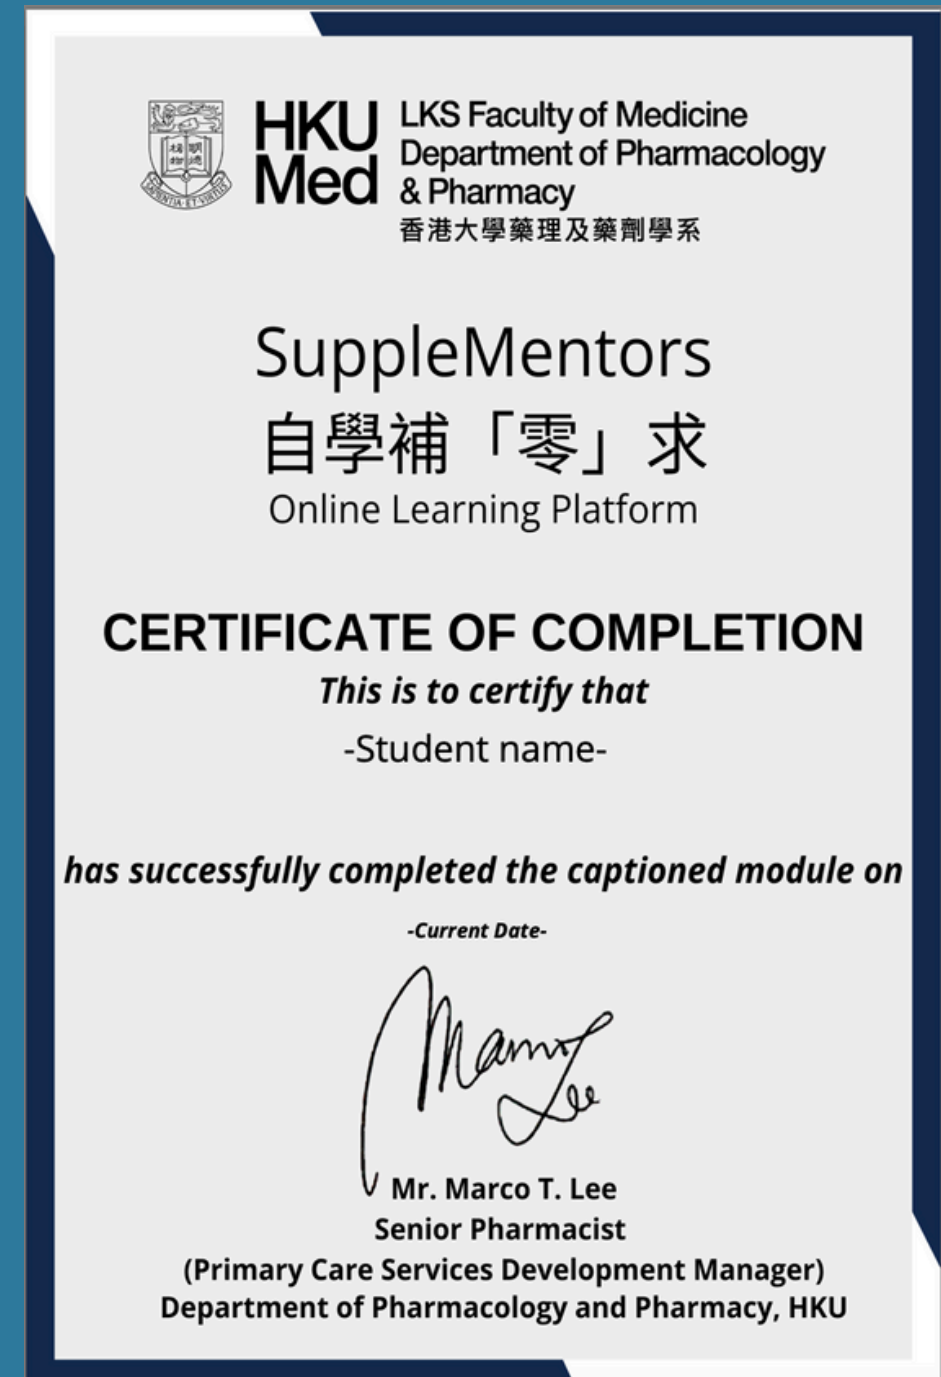 HKU
Med
LKS Faculty of Medicine
Department of Pharmacology
& Pharmacy
香港大學藥理及藥劑學系
SAPIENTIA·ET·VIRTUS
SuppleMentors
自學補「零」求
Online Learning Platform
CERTIFICATE OF COMPLETION
This is to certify that
-Student name-
has successfully completed the captioned module on
-Current Date-
Mr. Marco T. Lee
Senior Pharmacist
(Primary Care Services Development Manager)
Department of Pharmacology and Pharmacy, HKU